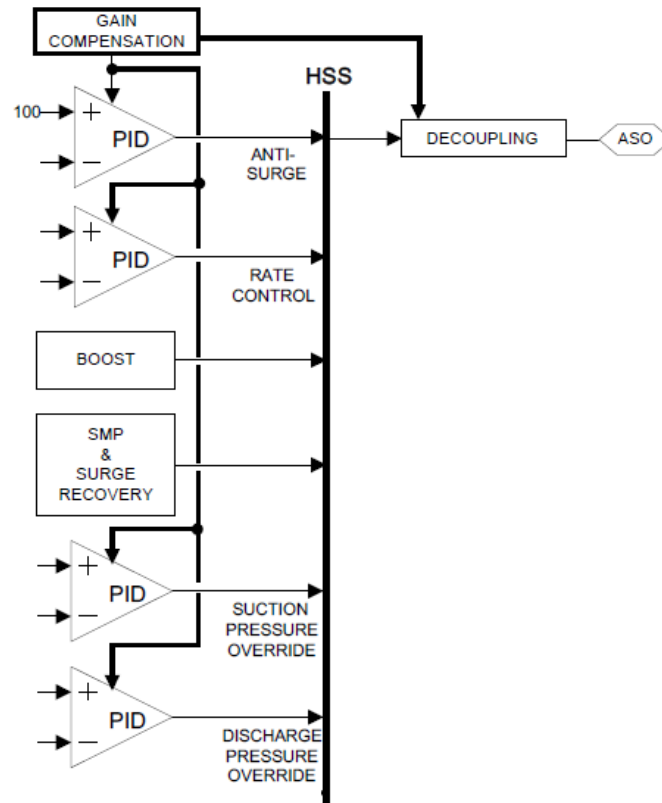 GAIN
COMPENSATION
HSS
100
+
PID
−
ANTI-
SURGE
DECOUPLING
ASO
+
PID
−
RATE
CONTROL
BOOST
SMP
&
SURGE
RECOVERY
+
PID
−
SUCTION
PRESSURE
OVERRIDE
+
PID
−
DISCHARGE
PRESSURE
OVERRIDE